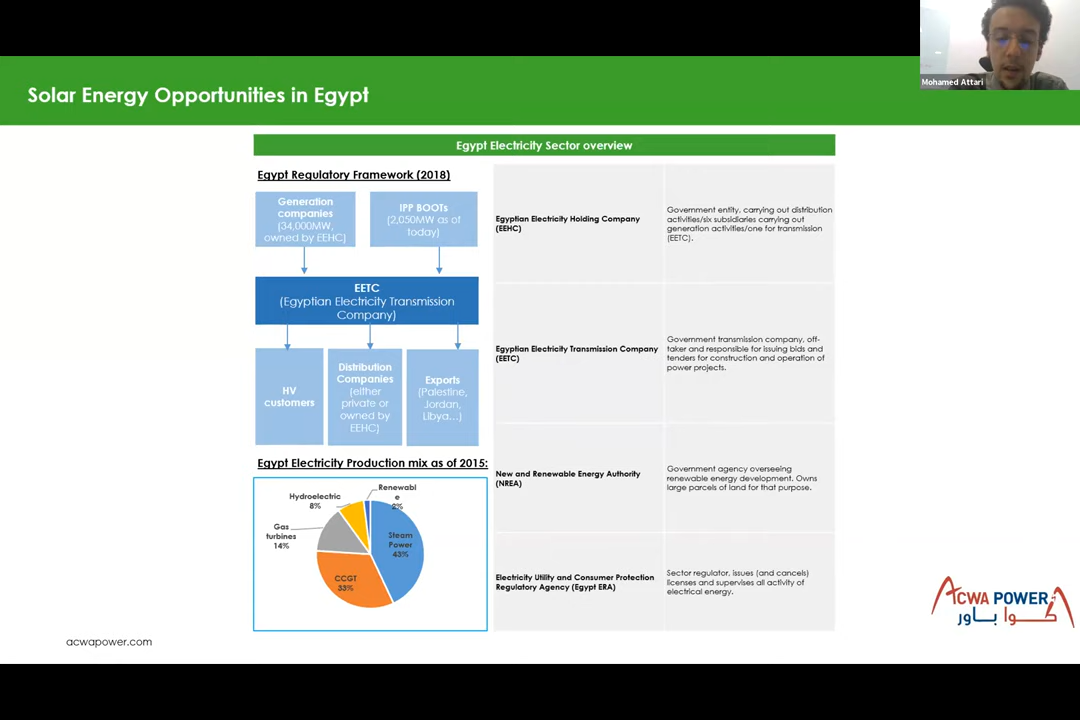 Mohamed Attari
Solar Energy Opportunities in Egypt
Egypt Electricity Sector overview
Egypt Regulatory Framework (2018)
Generation
companies
(34,000MW,
owned by EEHC)
IPP BOOTs
(2,050MW as of
today)
EETC
(Egyptian Electricity Transmission
Company)
HV
customers
Distribution
Companies
(either
private or
owned by
EEHC)
Exports
(Palestine,
Jordan,
Libya...)
Egypt Electricity Production mix as of 2015:
Renewabl
e
2%
Hydroelectric
8%
Gas
turbines
14%
Steam
Power
43%
CCGT
33%
Egyptian Electricity Holding Company
(EEHC)
Government entity, carrying out distribution
activities/six subsidiaries carrying out
generation activities/one for transmission
(EETC).
Egyptian Electricity Transmission Company
(EETC)
Government transmission company, off-
taker and responsible for issuing bids and
tenders for construction and operation of
power projects.
New and Renewable Energy Authority
(NREA)
Government agency overseeing
renewable energy development. Owns
large parcels of land for that purpose.
Electricity Utility and Consumer Protection
Regulatory Agency (Egypt ERA)
Sector regulator, issues (and cancels)
licenses and supervises all activity of
electrical energy.
ACWA POWER
أكوا باور
acwapower.com